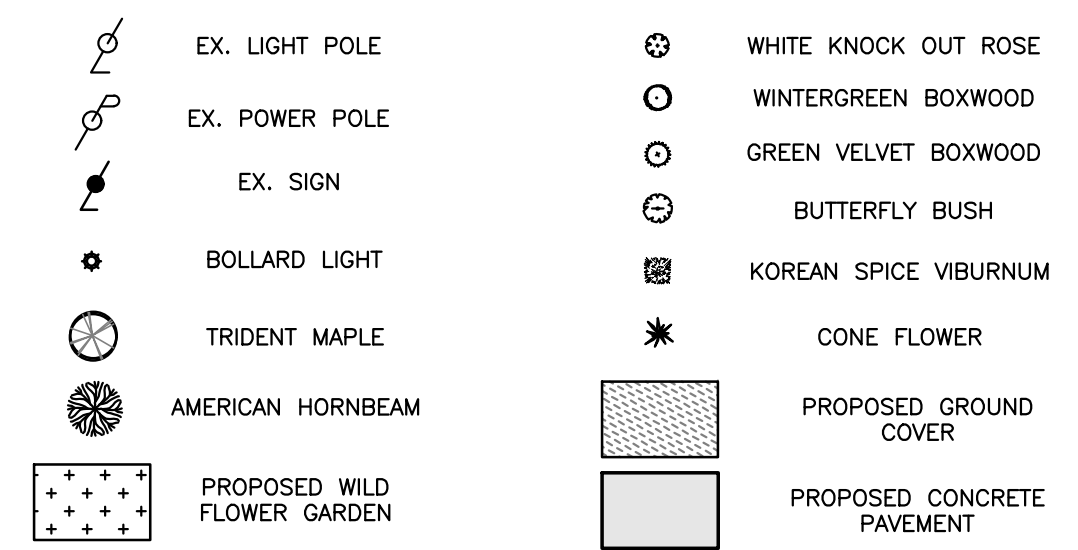 EX. LIGHT POLE
EX. POWER POLE
EX. SIGN
BOLLARD LIGHT
TRIDENT MAPLE
AMERICAN HORNBEAM
PROPOSED WILD
FLOWER GARDEN
WHITE KNOCK OUT ROSE
WINTERGREEN BOXWOOD
GREEN VELVET BOXWOOD
BUTTERFLY BUSH
KOREAN SPICE VIBURNUM
CONE FLOWER
PROPOSED GROUND
COVER
PROPOSED CONCRETE
PAVEMENT